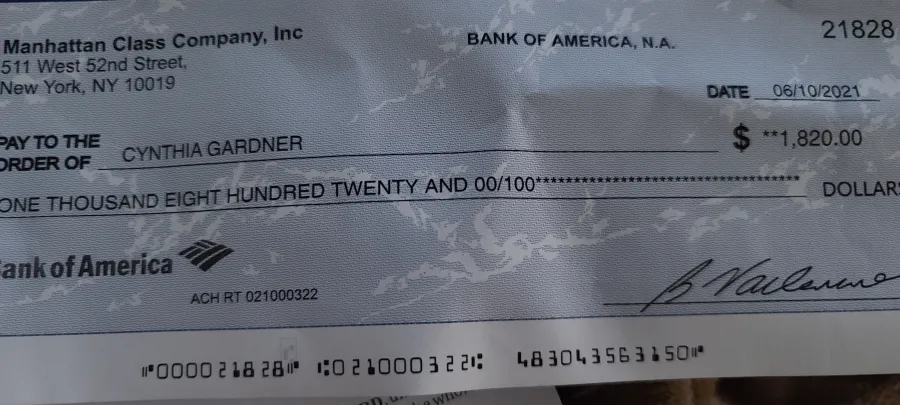 Manhattan Class Company, Inc
BANK OF AMERICA, N.A.
21828
511 West 52nd Street,
New York, NY 10019
DATE 06/10/2021
PAY TO THE
ORDER OF CYNTHIA GARDNER
$ **1,820.00
ONE THOUSAND EIGHT HUNDRED TWENTY AND 00/100************************************
DOLLARS
Bank of America
ACH RT 021000322
⑈000021828⑈ ⑆021000322⑆ 483043563150⑈